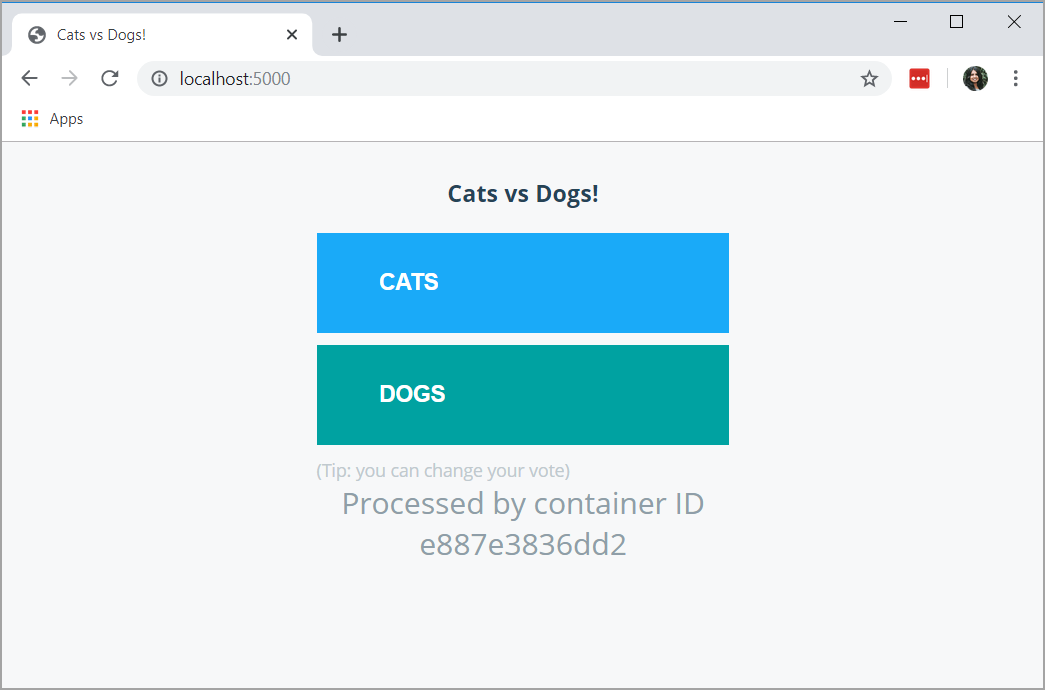 Cats vs Dogs!
localhost:5000
Apps
Cats vs Dogs!
CATS
DOGS
(Tip: you can change your vote)
Processed by container ID
e887e3836dd2